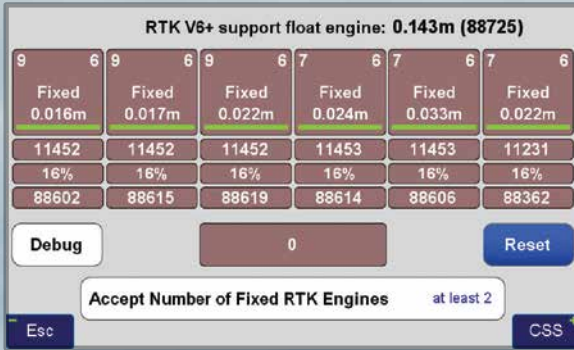 RTK V6+ support float engine: 0.143m (88725)
9 6 9 6 9 6 7 6 7 6 7 6
Fixed Fixed Fixed Fixed Fixed Fixed
0.016m 0.017m 0.022m 0.024m 0.033m 0.022m
11452 11452 11452 11453 11453 11231
16% 16% 16% 16% 16% 16%
88602 88615 88619 88614 88606 88362
Debug 0 Reset
Accept Number of Fixed RTK Engines at least 2
Esc CSS